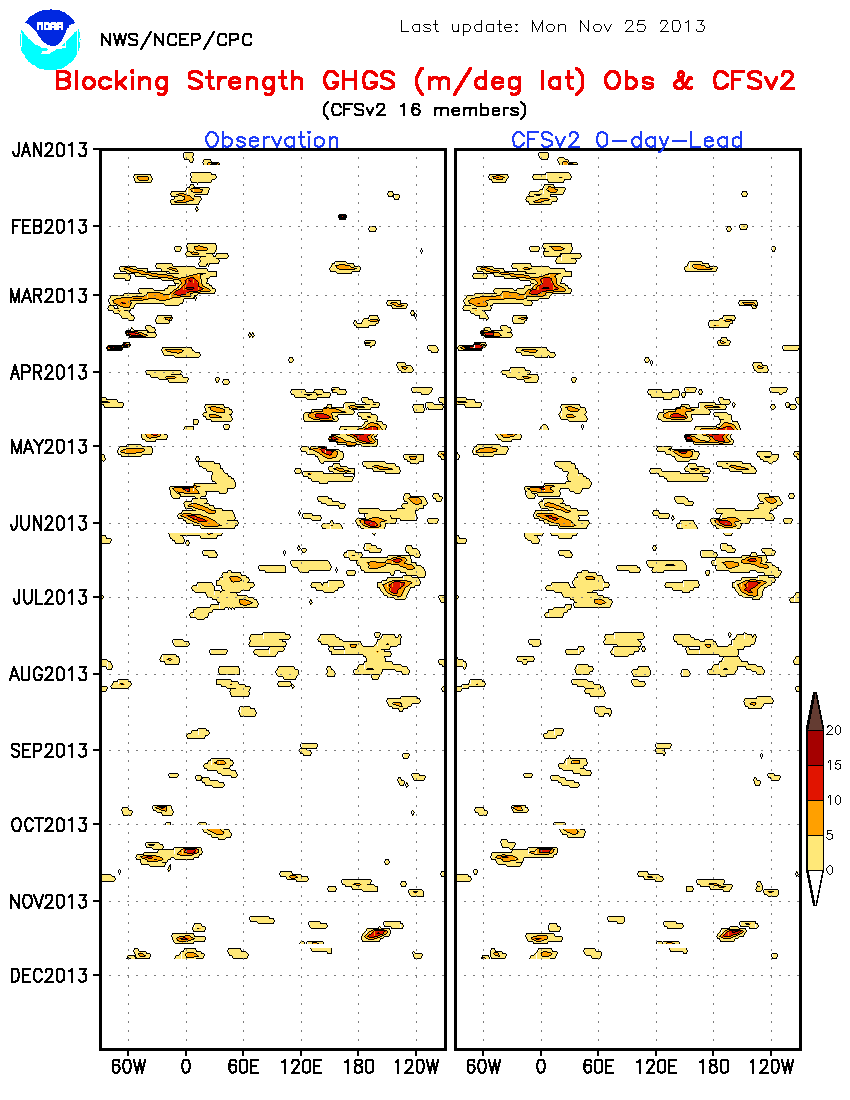 NOAA
Last update: Mon Nov 25 2013
NWS/NCEP/CPC
Blocking Strength GHGS (m/deg lat) Obs & CFSv2
(CFSv2 16 members)
Observation
CFSv2 0-day-Lead
JAN2013
FEB2013
MAR2013
APR2013
MAY2013
JUN2013
JUL2013
AUG2013
SEP2013
OCT2013
NOV2013
DEC2013
20
15
10
5
0
60W 0 60E 120E 180 120W
60W 0 60E 120E 180 120W